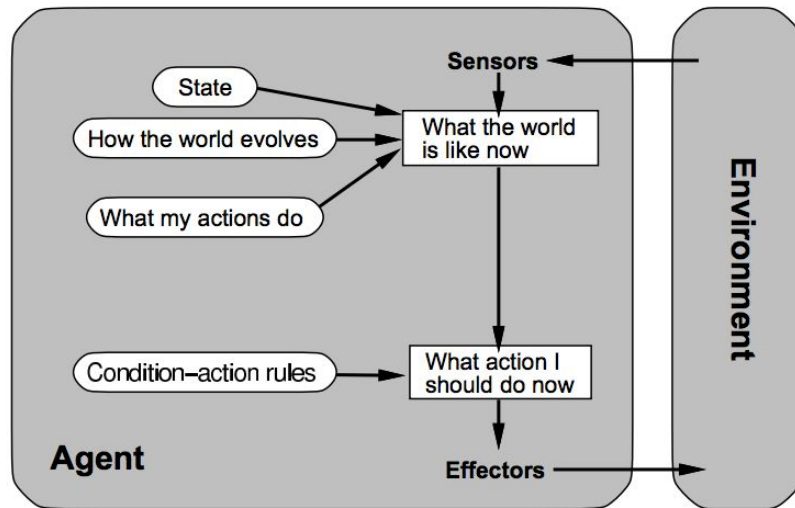 Sensors
State
What the world
is like now
How the world evolves
What my actions do
Environment
Condition–action rules
What action I
should do now
Agent
Effectors